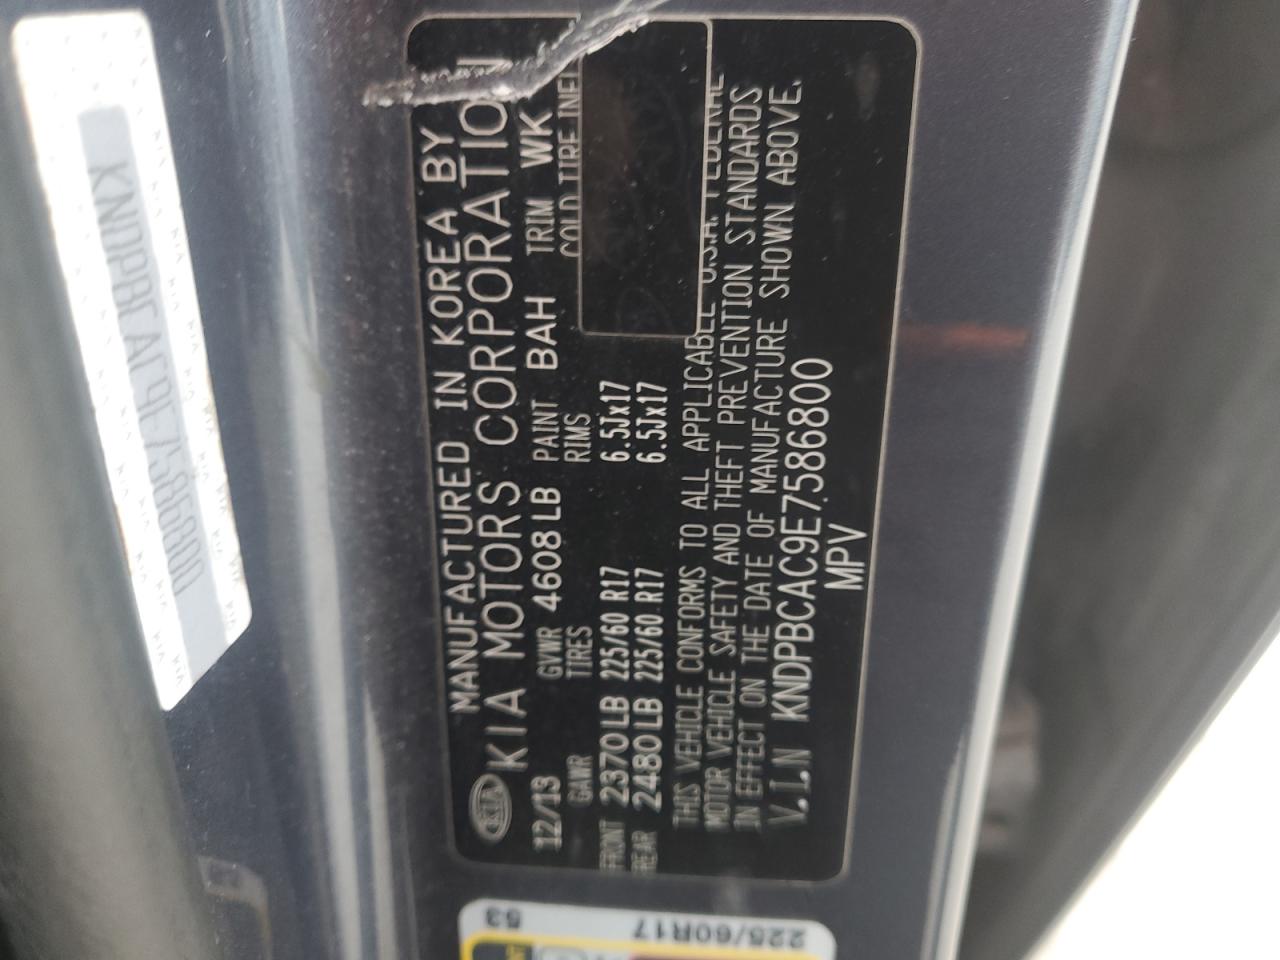 KNDPBCAC9E7586800
MANUFACTURED IN KOREA BY
KIA KIA MOTORS CORPORATION
12/13 GVWR 4608LB PAINT BAH TRIM WK
GAWR TIRES RIMS COLD TIRE INFL
FRONT 2370LB 225/60 R17 6.5Jx17
REAR 2480LB 225/60 R17 6.5Jx17
THIS VEHICLE CONFORMS TO ALL APPLICABLE U.S.A. FEDERAL
MOTOR VEHICLE SAFETY AND THEFT PREVENTION STANDARDS
IN EFFECT ON THE DATE OF MANUFACTURE SHOWN ABOVE.
V.I.N KNDPBCAC9E7586800
MPV
225/60R17
53